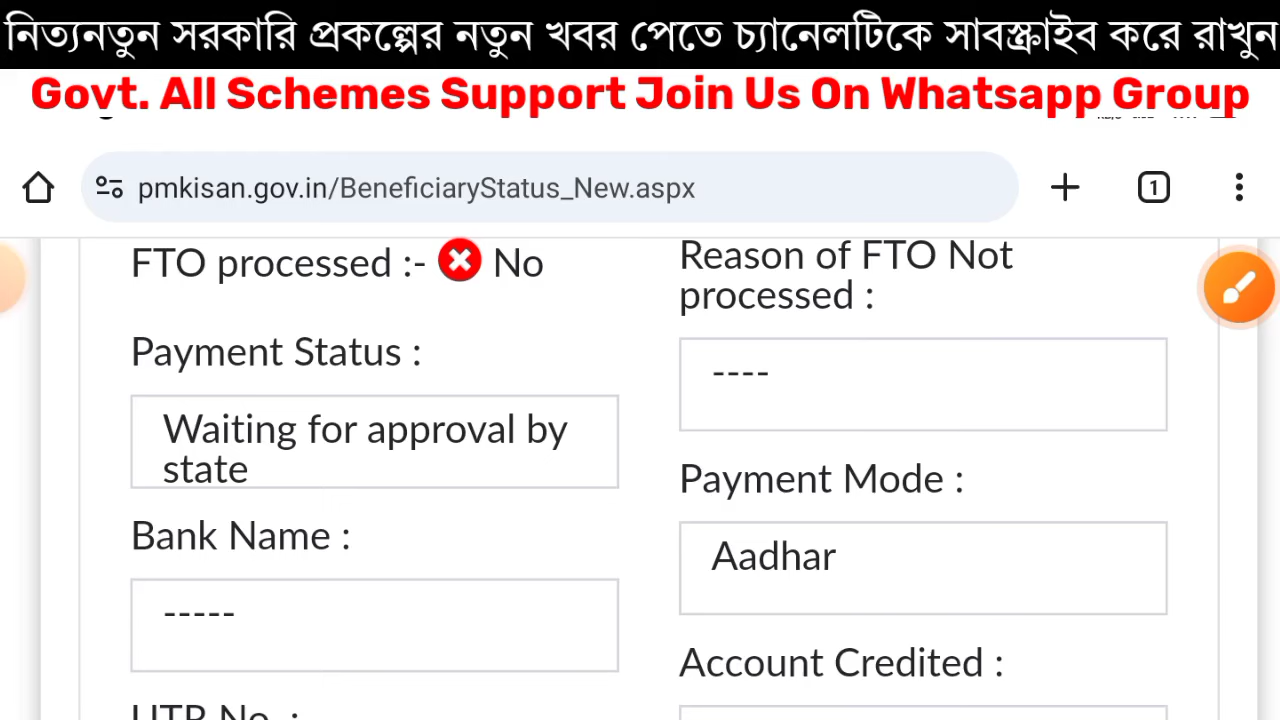 নিত্যনতুন সরকারি প্রকল্পের নতুন খবর পেতে চ্যানেলটিকে সাবস্ক্রাইব করে রাখুন
Govt. All Schemes Support Join Us On Whatsapp Group
pmkisan.gov.in/BeneficiaryStatus_New.aspx
1
FTO processed :- No
Payment Status :
Waiting for approval by
state
Bank Name :
-----
UTR No. :
Reason of FTO Not
processed :
----
Payment Mode :
Aadhar
Account Credited :